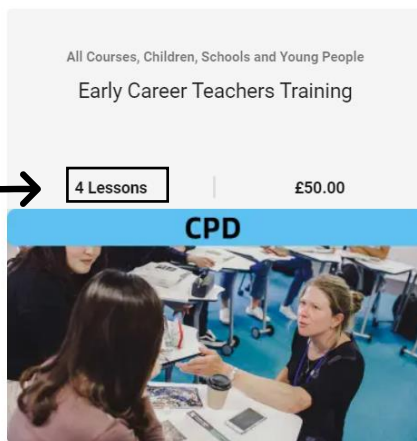 All Courses, Children, Schools and Young People
Early Career Teachers Training
4 Lessons
£50.00
CPD